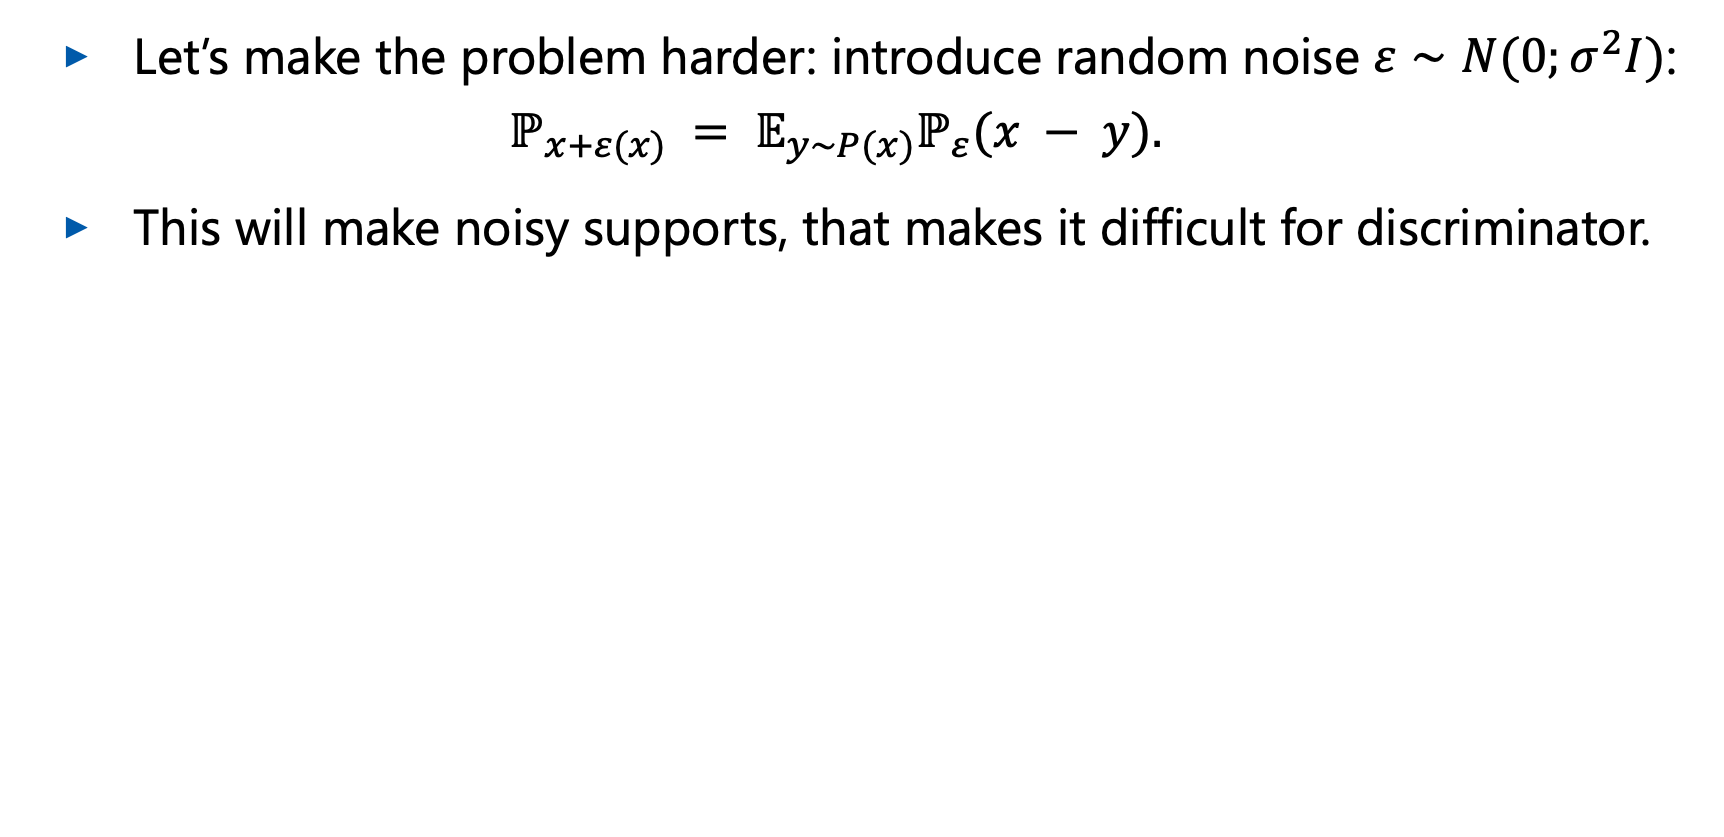 ▶ Let's make the problem harder: introduce random noise 𝜀 ~ 𝑁(0; 𝜎²𝐼):
ℙ_{𝑥+𝜀(𝑥)} = 𝔼_{𝑦~𝑃(𝑥)}ℙ_𝜀(𝑥 − 𝑦).
▶ This will make noisy supports, that makes it difficult for discriminator.